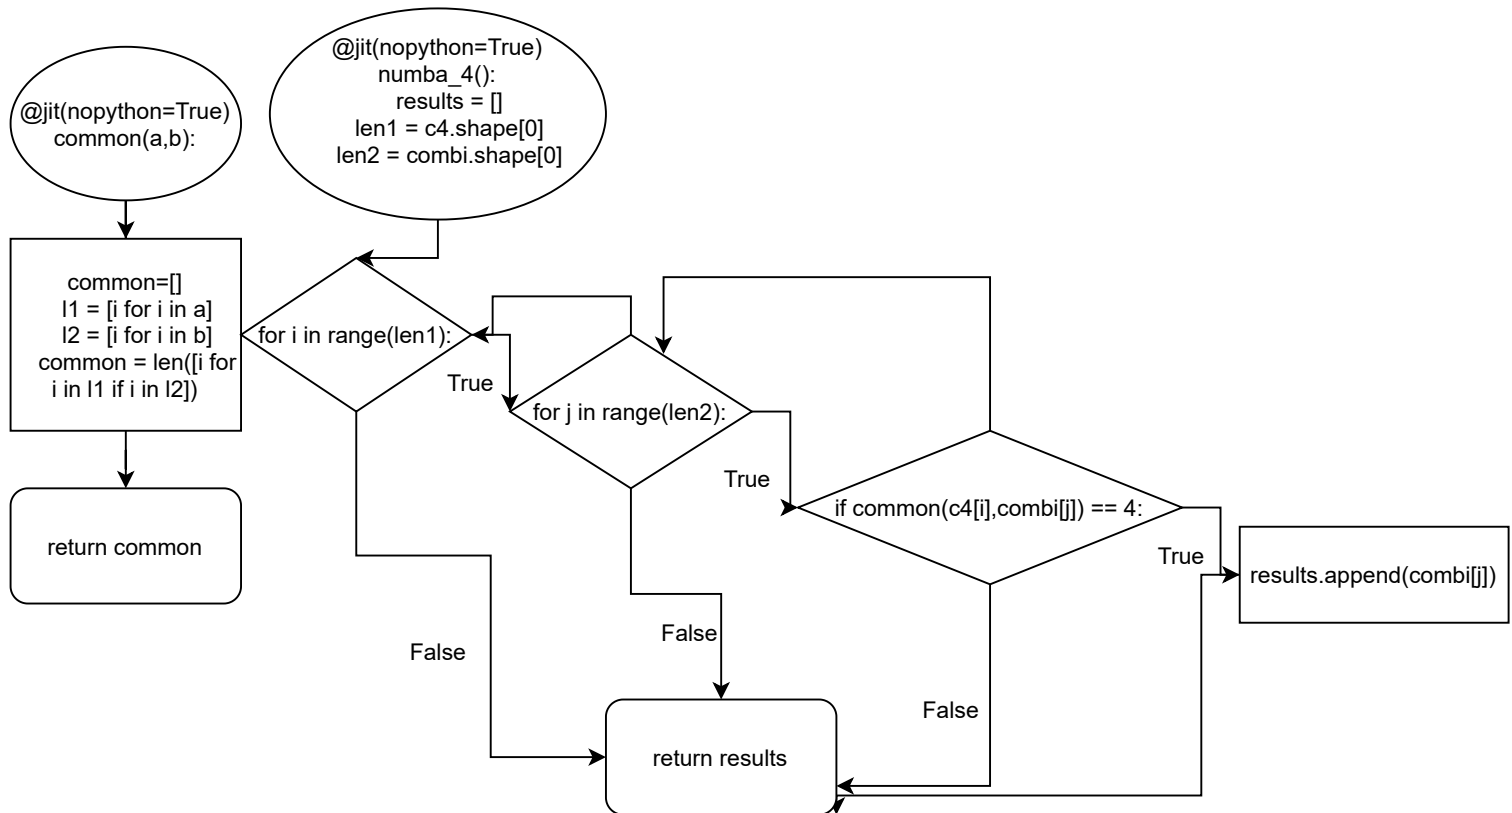 @jit(nopython=True)
common(a,b):
@jit(nopython=True)
numba_4():
results = []
len1 = c4.shape[0]
len2 = combi.shape[0]
common=[]
l1 = [i for i in a]
l2 = [i for i in b]
common = len([i for
i in l1 if i in l2])
return common
for i in range(len1):
True
for j in range(len2):
True
if common(c4[i],combi[j]) == 4:
True
results.append(combi[j])
False
False
False
return results